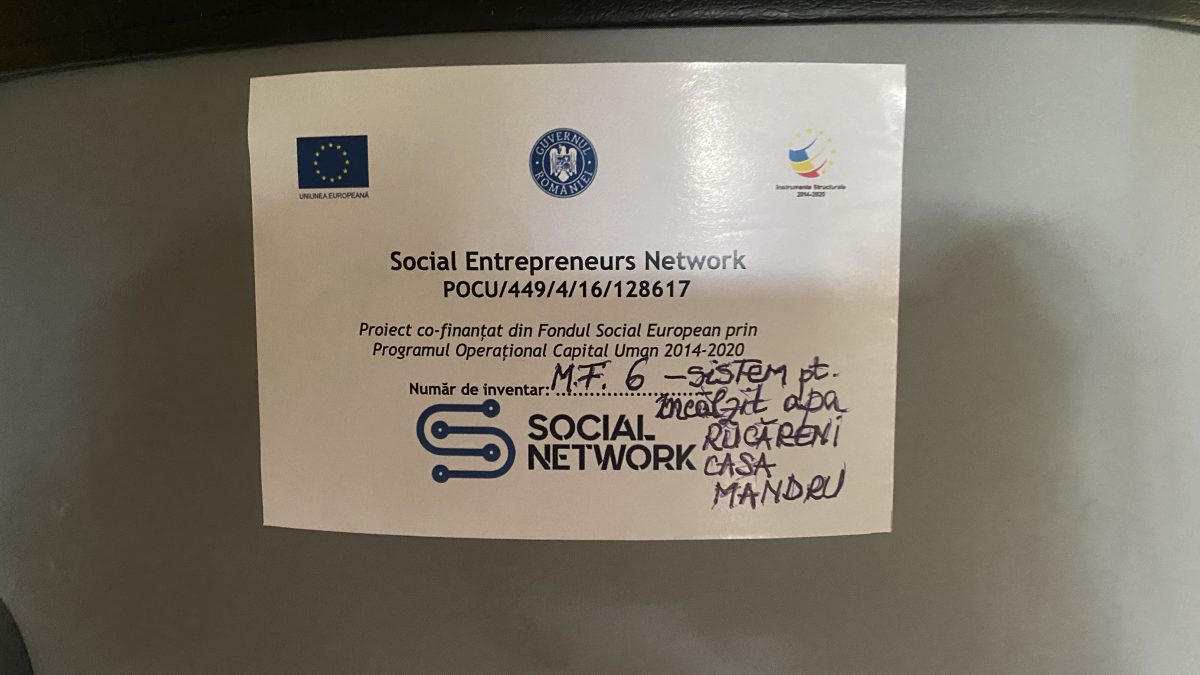 UNIUNEA EUROPEANĂ
GUVERNUL ROMÂNIEI
Instrumente Structurale
2014-2020
Social Entrepreneurs Network
POCU/449/4/16/128617
Proiect co-finanțat din Fondul Social European prin
Programul Operațional Capital Uman 2014-2020
Număr de inventar: M.F. 6 – SISTEM pt.
încălzit apa
RUCĂRENI
CASA
MANDRU
SOCIAL
NETWORK